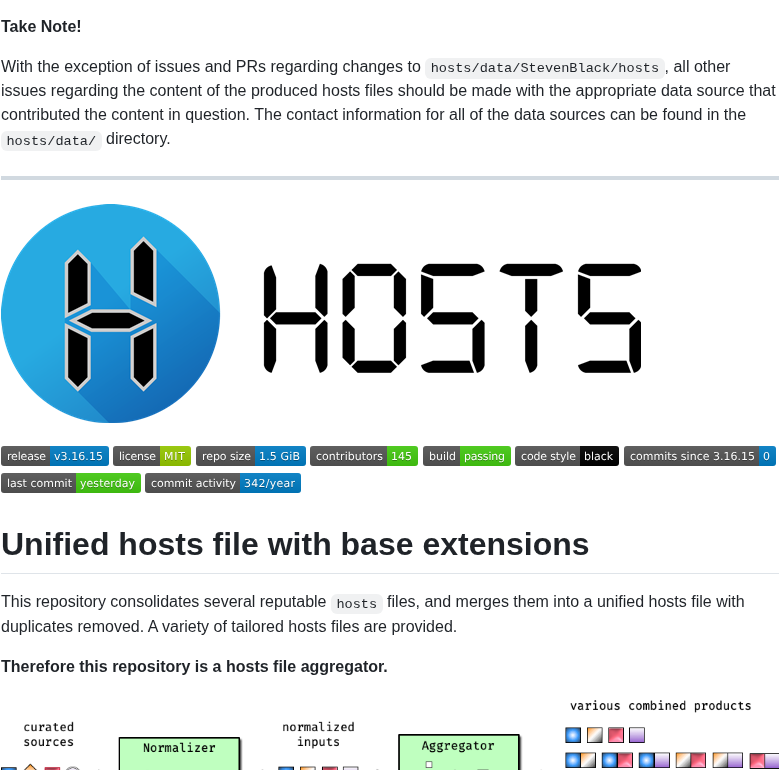 Take Note!
With the exception of issues and PRs regarding changes to hosts/data/StevenBlack/hosts, all other
issues regarding the content of the produced hosts files should be made with the appropriate data source that
contributed the content in question. The contact information for all of the data sources can be found in the
hosts/data/ directory.
H HOSTS
release v3.16.15 license MIT repo size 1.5 GiB contributors 145 build passing code style black commits since 3.16.15 0
last commit yesterday commit activity 342/year
Unified hosts file with base extensions
This repository consolidates several reputable hosts files, and merges them into a unified hosts file with
duplicates removed. A variety of tailored hosts files are provided.
Therefore this repository is a hosts file aggregator.
various combined products
curated
sources
Normalizer
normalized
inputs
Aggregator